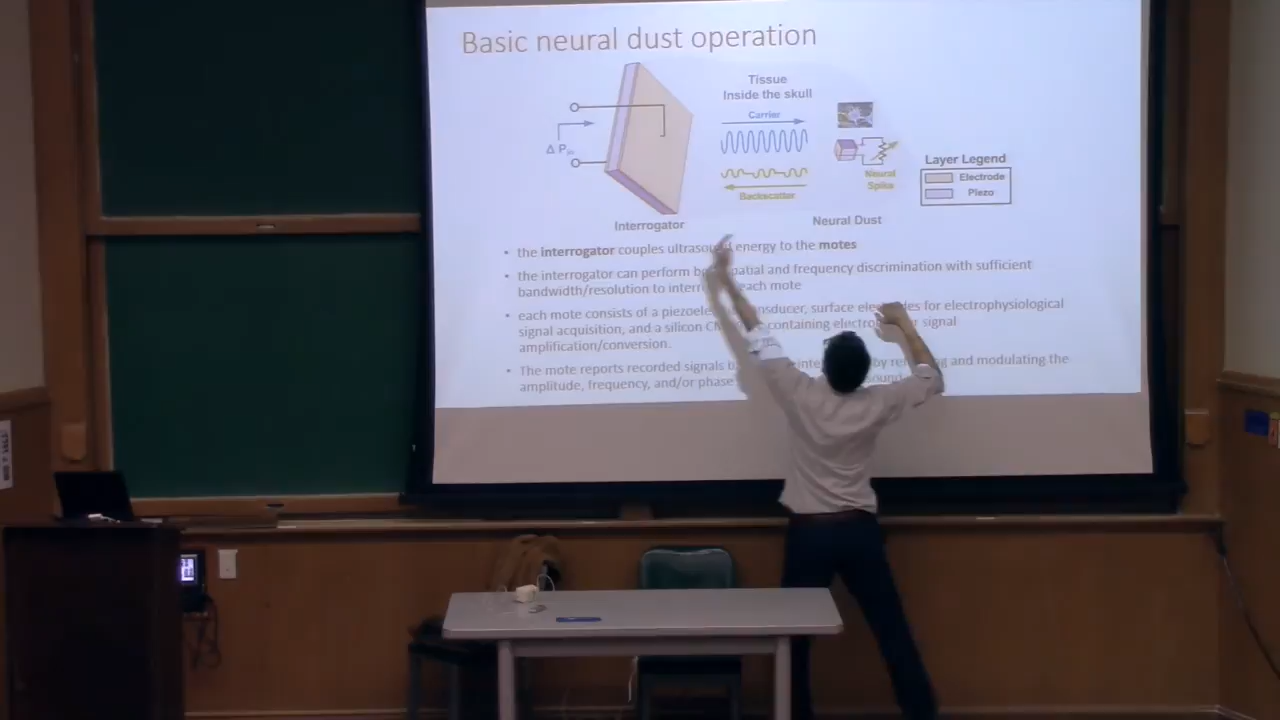 Basic neural dust operation
Tissue
Inside the skull
Carrier
Δ P
Backscatter
Neural
Spike
Layer Legend
Electrode
Piezo
Interrogator
Neural Dust
• the interrogator couples energy to the motes
• the interrogator can perform and frequency discrimination with sufficient
bandwidth/resolution to each mote
• each mote consists of a surface for electrophysiological
signal acquisition, and a silicon containing signal
amplification/conversion.
• The mote reports recorded signals by and modulating the
amplitude, frequency, and/or phase